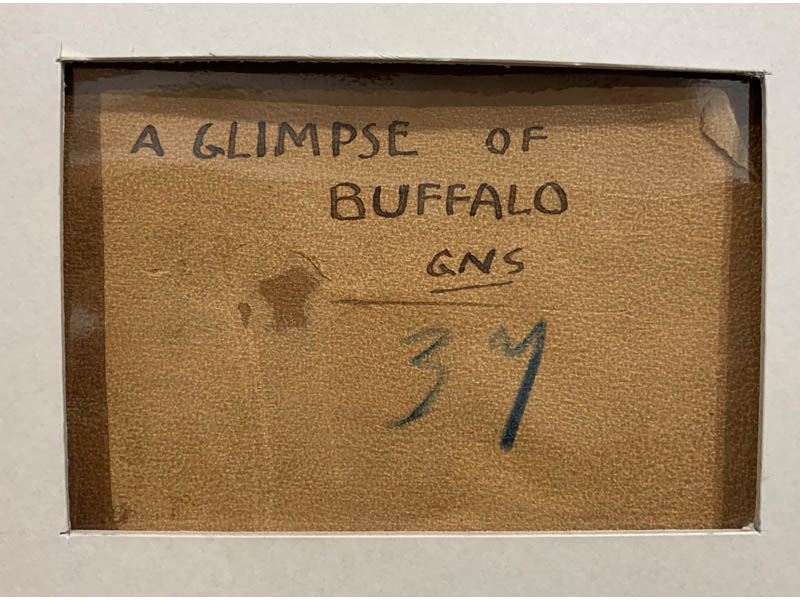 A GLIMPSE OF
BUFFALO
GNS
37